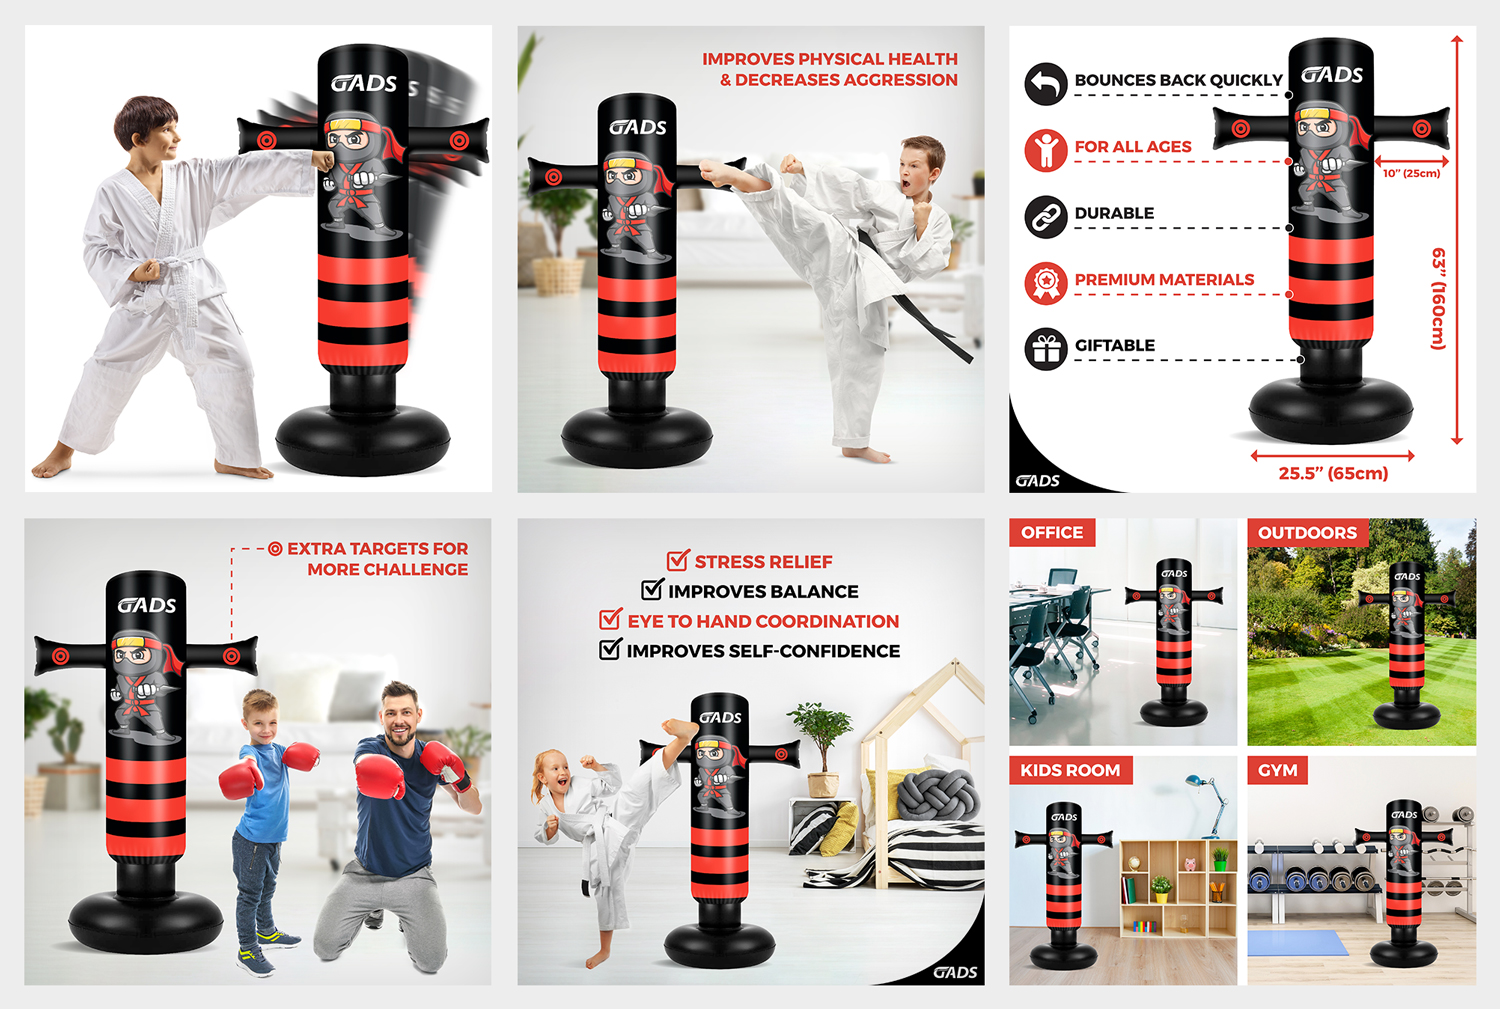 GADS
IMPROVES PHYSICAL HEALTH
& DECREASES AGGRESSION
GADS
GADS
BOUNCES BACK QUICKLY
FOR ALL AGES
DURABLE
PREMIUM MATERIALS
GIFTABLE
10” (25cm)
63” (160cm)
25.5” (65cm)
GADS
EXTRA TARGETS FOR
MORE CHALLENGE
GADS
STRESS RELIEF
IMPROVES BALANCE
EYE TO HAND COORDINATION
IMPROVES SELF-CONFIDENCE
GADS
GADS
OFFICE
GADS
OUTDOORS
GADS
KIDS ROOM
GADS
GYM
GADS